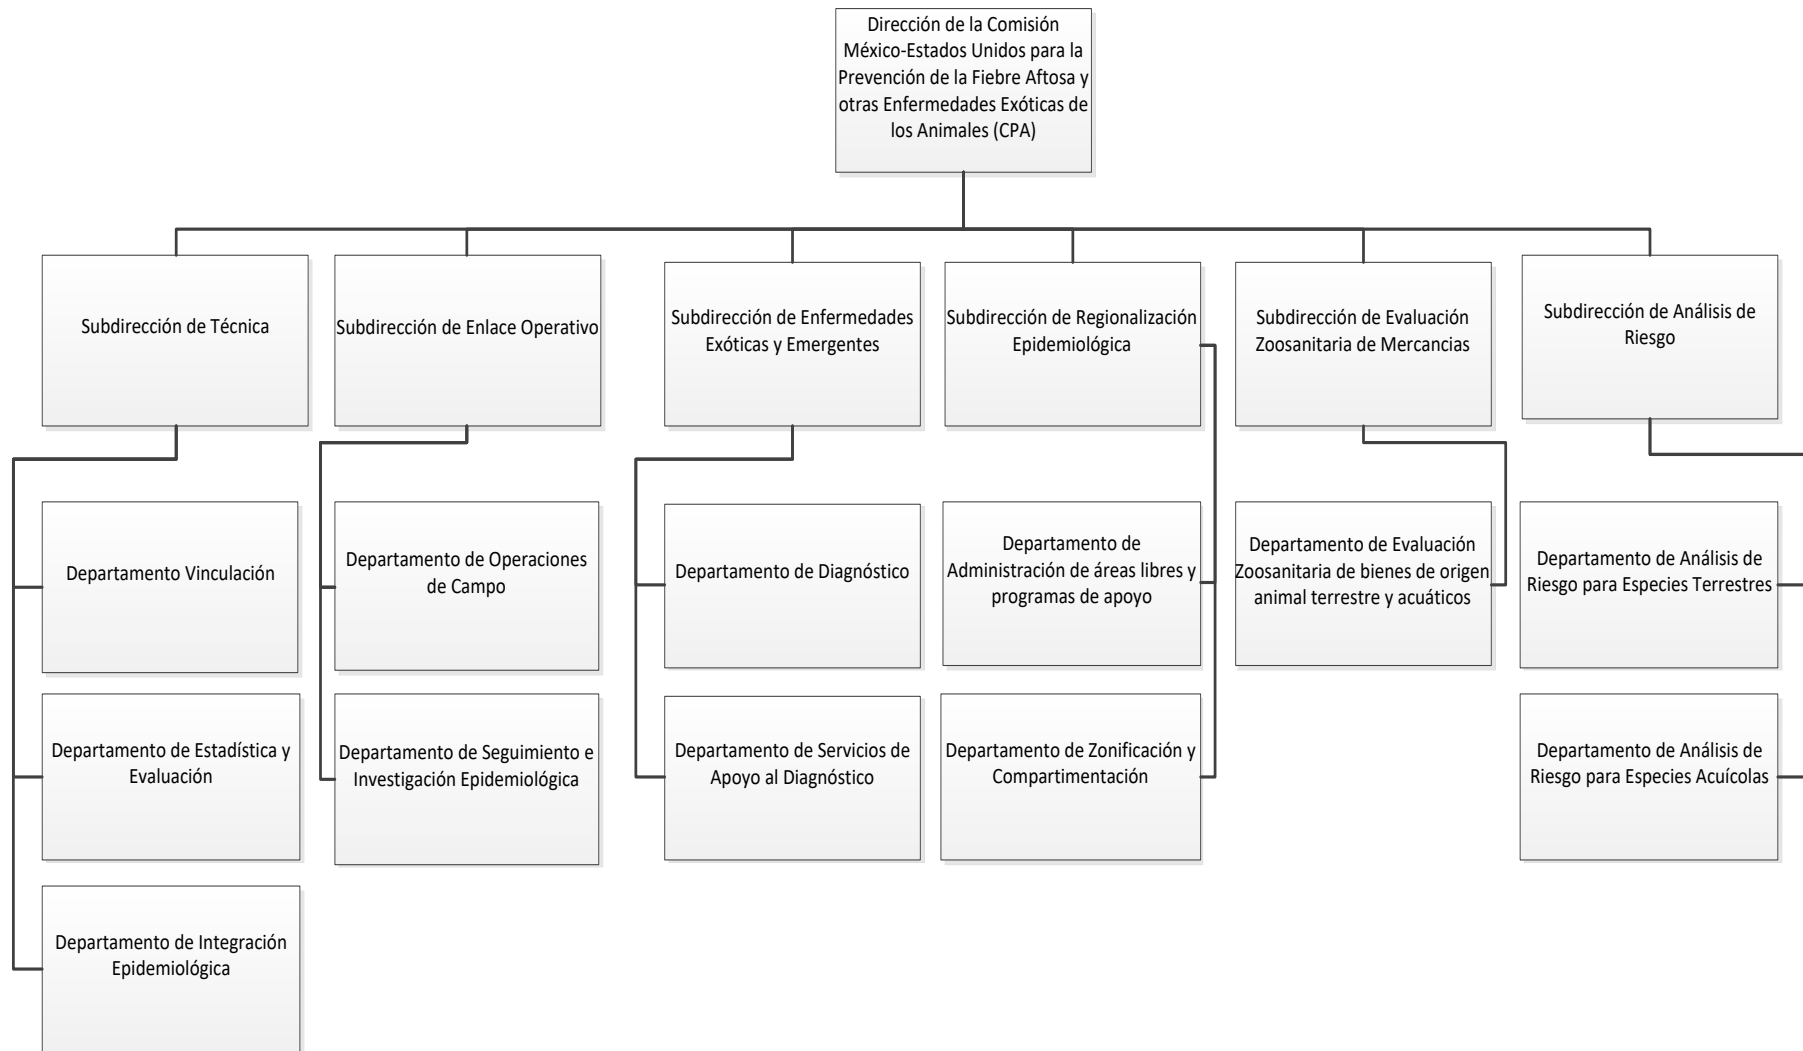 Dirección de la Comisión
México-Estados Unidos para la
Prevención de la Fiebre Aftosa y
otras Enfermedades Exóticas de
los Animales (CPA)
Subdirección de Técnica
Subdirección de Enlace Operativo
Subdirección de Enfermedades
Exóticas y Emergentes
Subdirección de Regionalización
Epidemiológica
Subdirección de Evaluación
Zoosanitaria de Mercancias
Subdirección de Análisis de
Riesgo
Departamento Vinculación
Departamento de Operaciones
de Campo
Departamento de Diagnóstico
Departamento de
Administración de áreas libres y
programas de apoyo
Departamento de Evaluación
Zoosanitaria de bienes de origen
animal terrestre y acuáticos
Departamento de Análisis de
Riesgo para Especies Terrestres
Departamento de Estadística y
Evaluación
Departamento de Seguimiento e
Investigación Epidemiológica
Departamento de Servicios de
Apoyo al Diagnóstico
Departamento de Zonificación y
Compartimentación
Departamento de Análisis de
Riesgo para Especies Acuícolas
Departamento de Integración
Epidemiológica